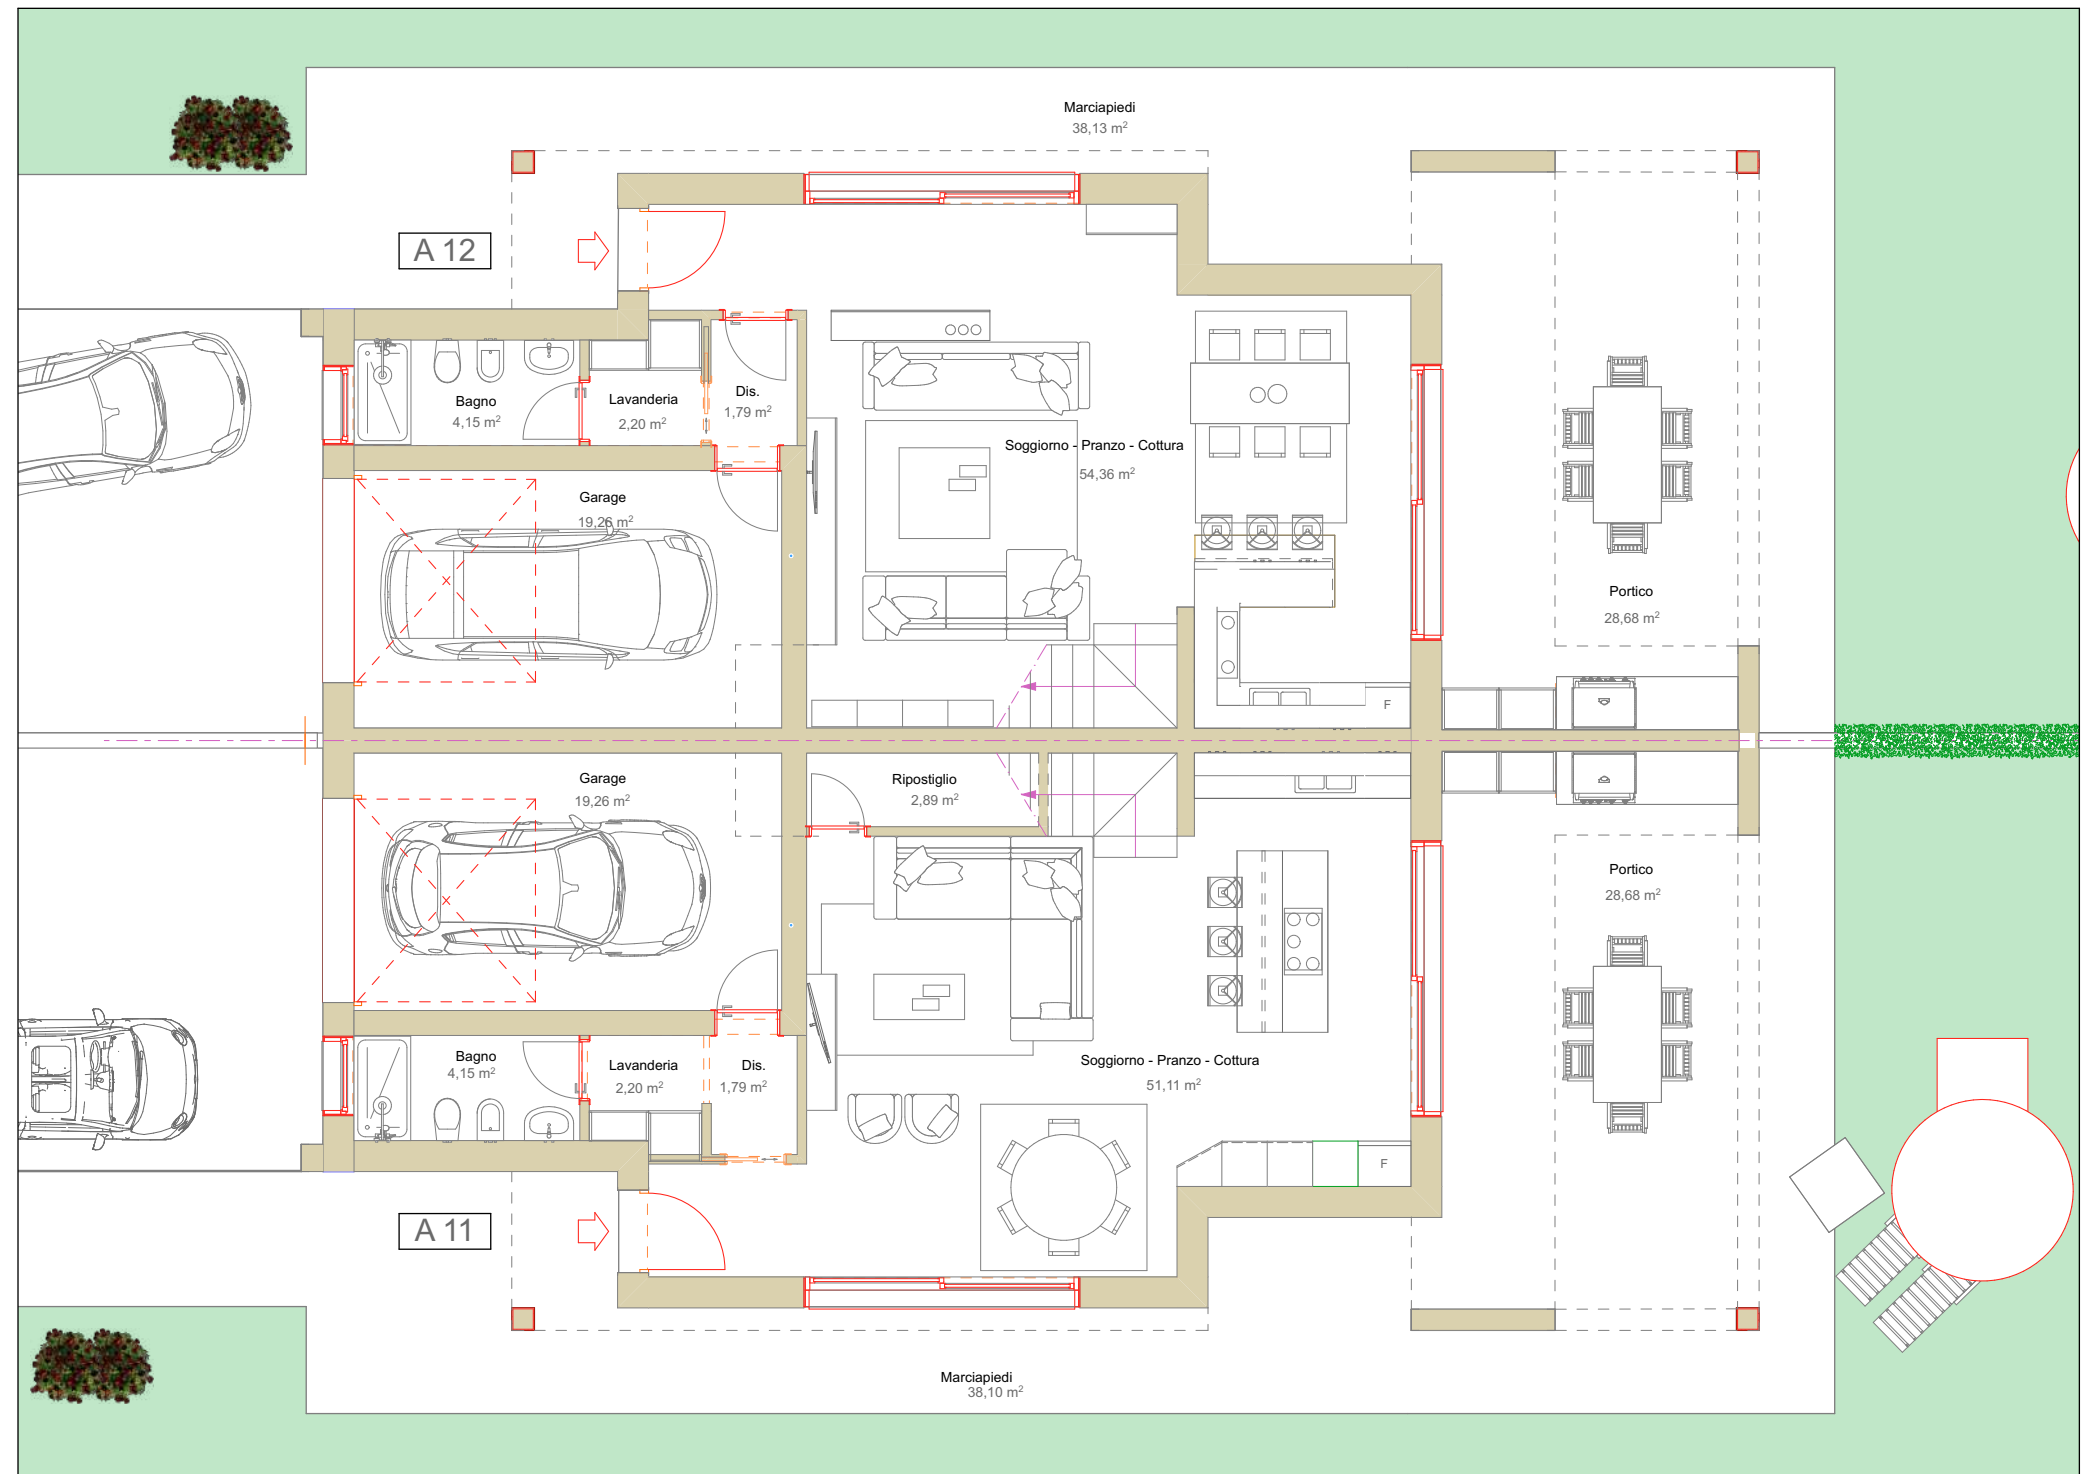 Marciapiedi
38,13 m²
A 12
Bagno
4,15 m²
Lavanderia
2,20 m²
Dis.
1,79 m²
Soggiorno - Pranzo - Cottura
54,36 m²
Garage
19,26 m²
Portico
28,68 m²
F
Garage
19,26 m²
Ripostiglio
2,89 m²
Portico
28,68 m²
Bagno
4,15 m²
Lavanderia
2,20 m²
Dis.
1,79 m²
Soggiorno - Pranzo - Cottura
51,11 m²
F
A 11
Marciapiedi
38,10 m²